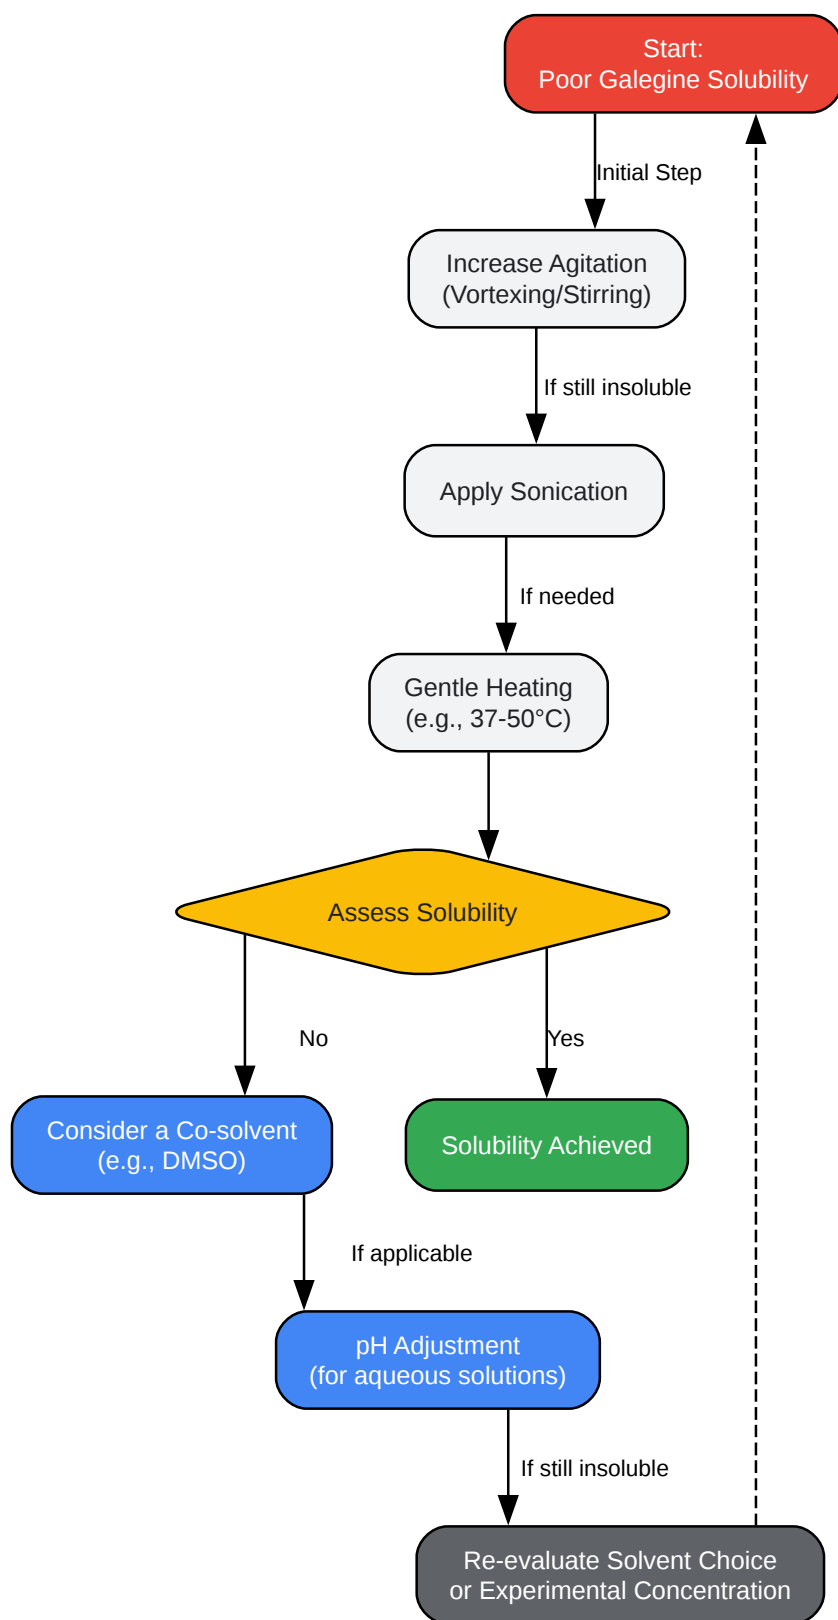 Start:
Poor Galegine Solubility
Initial Step
Increase Agitation
(Vortexing/Stirring)
If still insoluble
Apply Sonication
If needed
Gentle Heating
(e.g., 37-50°C)
Assess Solubility
No
Yes
Consider a Co-solvent
(e.g., DMSO)
Solubility Achieved
If applicable
pH Adjustment
(for aqueous solutions)
If still insoluble
Re-evaluate Solvent Choice
or Experimental Concentration